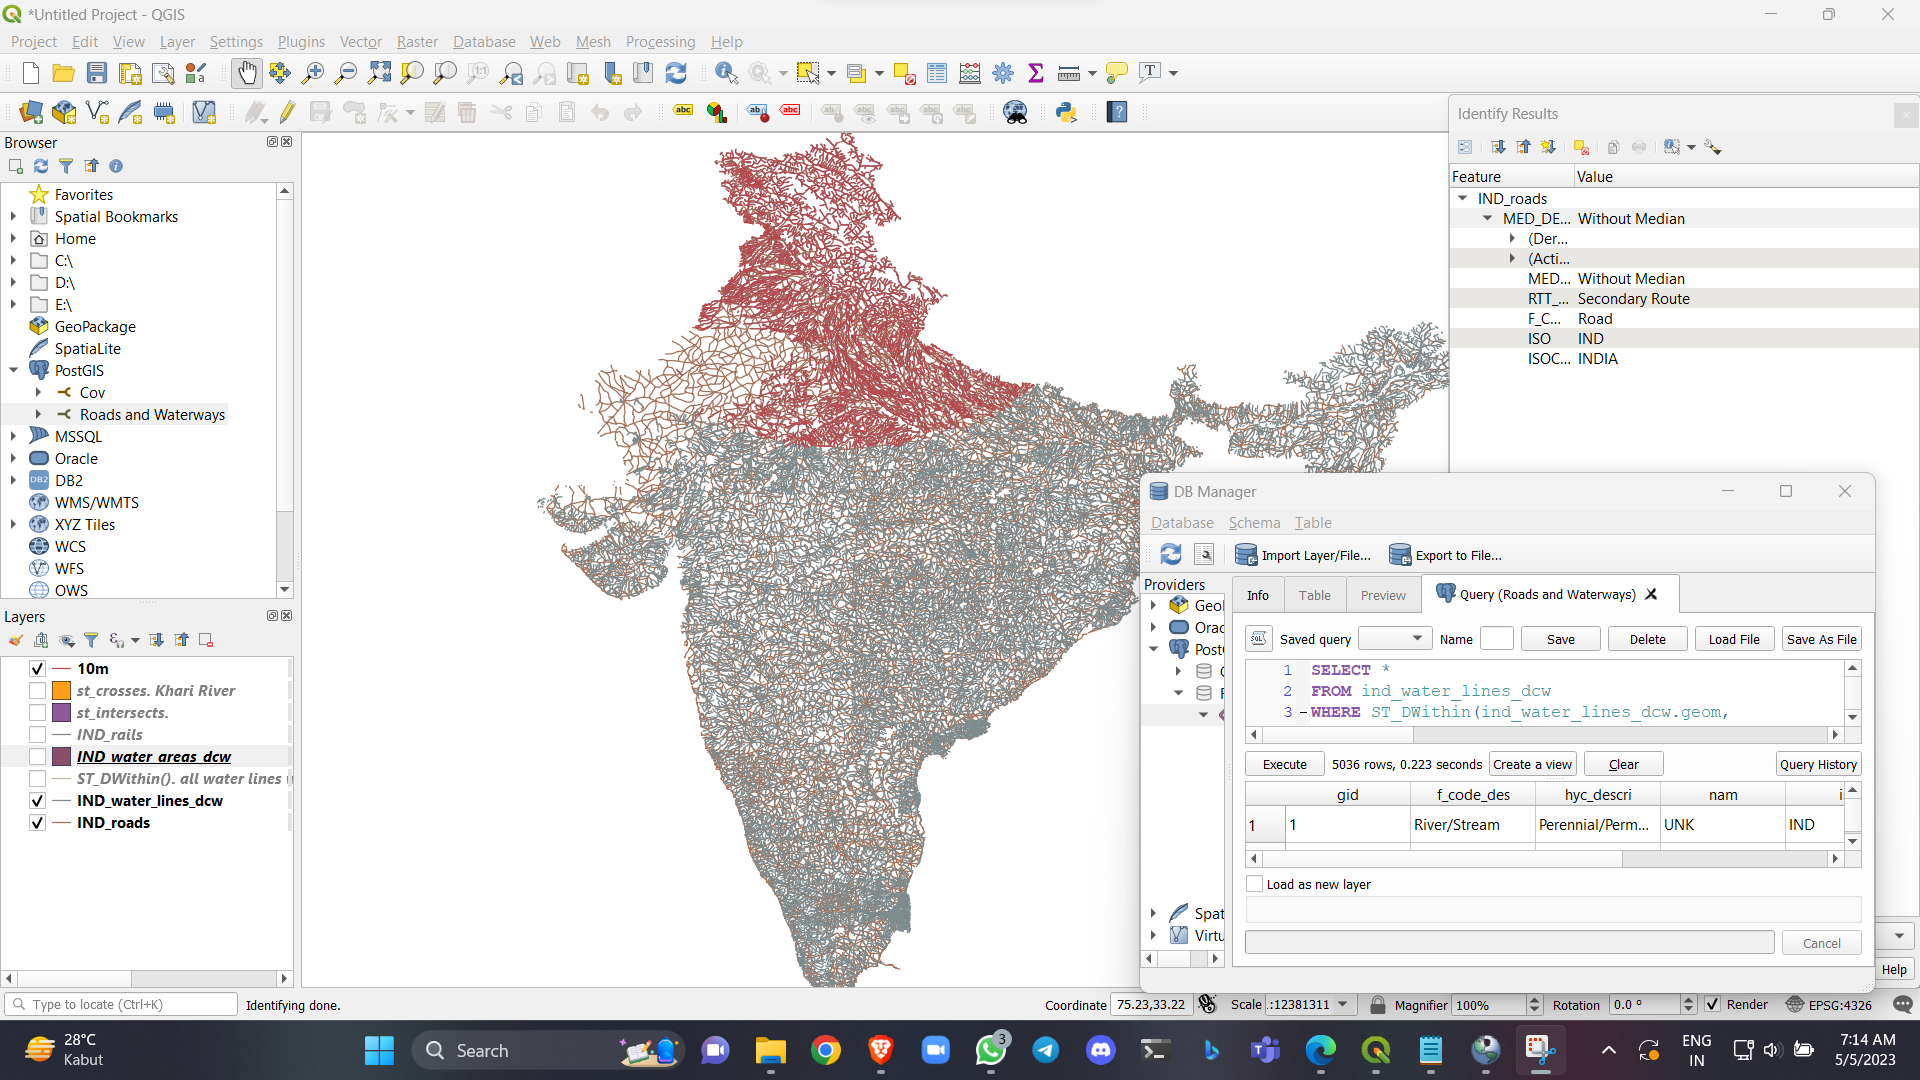 *Untitled Project - QGIS
Project Edit View Layer Settings Plugins Vector Raster Database Web Mesh Processing Help
Browser
Favorites
Spatial Bookmarks
Home
C:\
D:\
E:\
GeoPackage
SpatiaLite
PostGIS
Cov
Roads and Waterways
MSSQL
Oracle
DB2
WMS/WMTS
XYZ Tiles
WCS
WFS
OWS
Layers
10m
st_crosses. Khari River
st_intersects.
IND_rails
IND_water_areas_dcw
ST_DWithin(). all water lines
IND_water_lines_dcw
IND_roads
Identify Results
Feature Value
IND_roads
MED_DE... Without Median
(Der...
(Acti...
MED... Without Median
RTT_... Secondary Route
F_C... Road
ISO IND
ISOC... INDIA
DB Manager
Database Schema Table
Import Layer/File... Export to File...
Providers
Info Table Preview Query (Roads and Waterways)
Saved query Name Save Delete Load File Save As File
1 SELECT *
2 FROM ind_water_lines_dcw
3 WHERE ST_DWithin(ind_water_lines_dcw.geom,
Execute 5036 rows, 0.223 seconds Create a view Clear Query History
gid f_code_des hyc_descri nam
1 1 River/Stream Perennial/Perm... UNK IND
Load as new layer
Cancel
Help
Type to locate (Ctrl+K) Identifying done. Coordinate 75.23,33.22 Scale :12381311 Magnifier 100% Rotation 0.0 ° Render EPSG:4326
28°C
Kabut
Search
3
ENG
IN
7:14 AM
5/5/2023